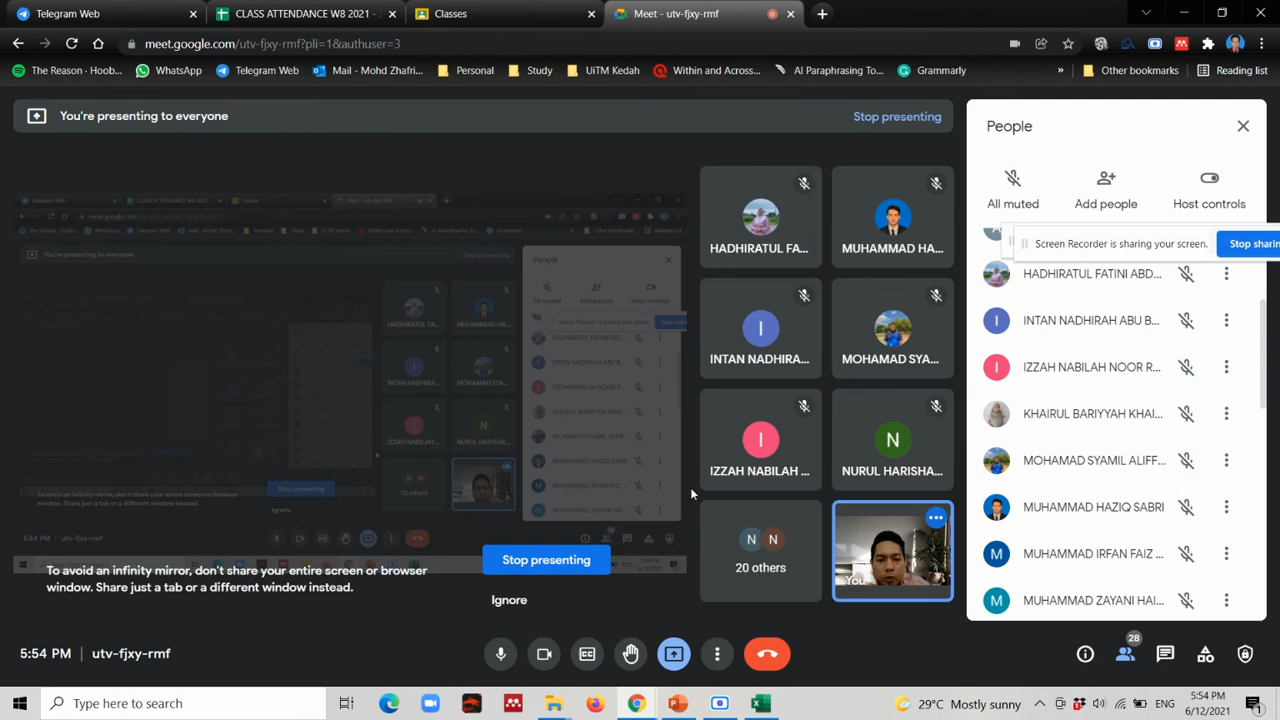 Telegram Web
CLASS ATTENDANCE W8 2021 -
Classes
Meet - utv-fjxy-rmf
meet.google.com/utv-fjxy-rmf?pli=1&authuser=3
The Reason · Hoob...
WhatsApp
Telegram Web
Mail - Mohd Zhafri...
Personal
Study
UiTM Kedah
Within and Across...
AI Paraphrasing To...
Grammarly
»
Other bookmarks
Reading list
You're presenting to everyone
Stop presenting
People
All muted
Add people
Host controls
Screen Recorder is sharing your screen.
Stop sharin
HADHIRATUL FATINI ABD...
INTAN NADHIRAH ABU B...
IZZAH NABILAH NOOR R...
KHAIRUL BARIYYAH KHAI...
MOHAMAD SYAMIL ALIFF...
MUHAMMAD HAZIQ SABRI
MUHAMMAD IRFAN FAIZ ...
MUHAMMAD ZAYANI HAI...
HADHIRATUL FA...
MUHAMMAD HA...
INTAN NADHIRA...
MOHAMAD SYA...
IZZAH NABILAH ...
NURUL HARISHA...
N N
20 others
You
To avoid an infinity mirror, don't share your entire screen or browser
window. Share just a tab or a different window instead.
Stop presenting
Ignore
5:54 PM
utv-fjxy-rmf
28
Type here to search
29°C Mostly sunny
ENG
5:54 PM
6/12/2021